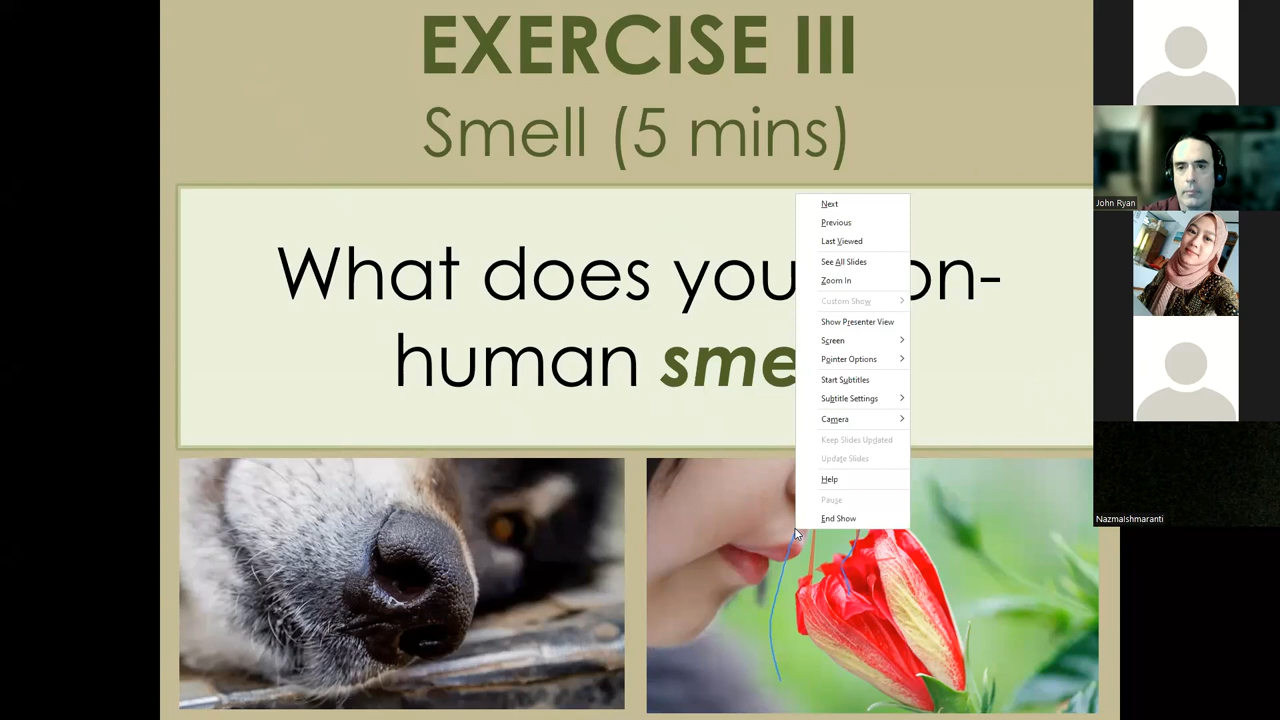 EXERCISE III
Smell (5 mins)
What does you on-
human sme
Next
Previous
Last Viewed
See All Slides
Zoom In
Custom Show
Show Presenter View
Screen
Pointer Options
Start Subtitles
Subtitle Settings
Camera
Keep Slides Updated
Update Slides
Help
Pause
End Show
John Ryan
Nazmaishmaranti